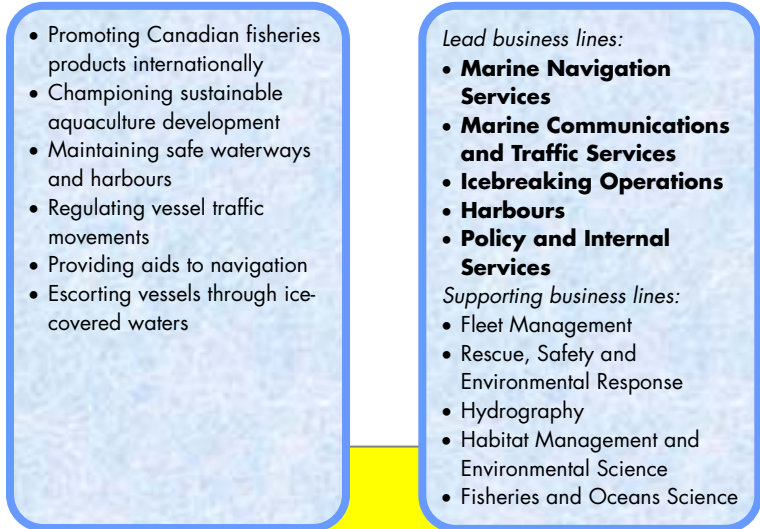 • Promoting Canadian fisheries
products internationally
• Championing sustainable
aquaculture development
• Maintaining safe waterways
and harbours
• Regulating vessel traffic
movements
• Providing aids to navigation
• Escorting vessels through ice-
covered waters
Lead business lines:
• Marine Navigation
Services
• Marine Communications
and Traffic Services
• Icebreaking Operations
• Harbours
• Policy and Internal
Services
Supporting business lines:
• Fleet Management
• Rescue, Safety and
Environmental Response
• Hydrography
• Habitat Management and
Environmental Science
• Fisheries and Oceans Science